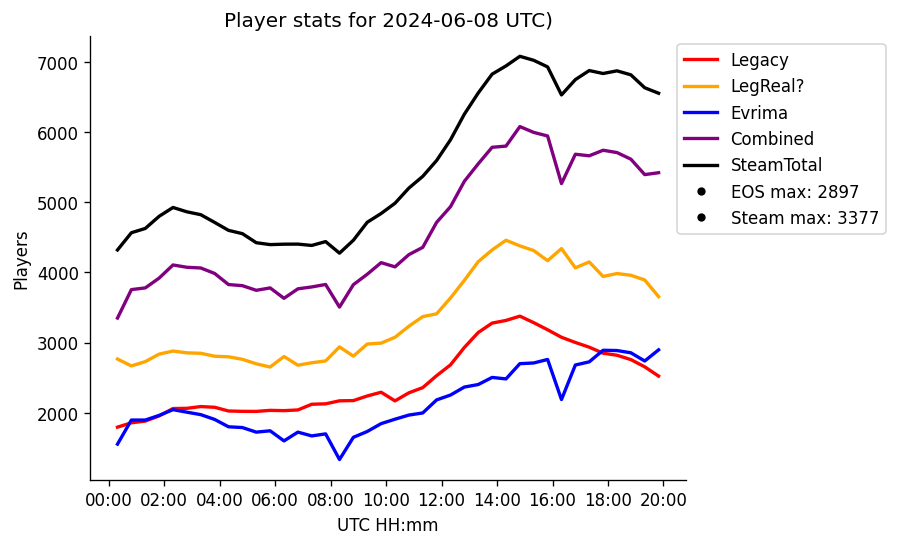 Player stats for 2024-06-08 UTC)
Legacy
LegReal?
Evrima
Combined
SteamTotal
EOS max: 2897
Steam max: 3377
Players
7000
6000
5000
4000
3000
2000
00:00 02:00 04:00 06:00 08:00 10:00 12:00 14:00 16:00 18:00 20:00
UTC HH:mm